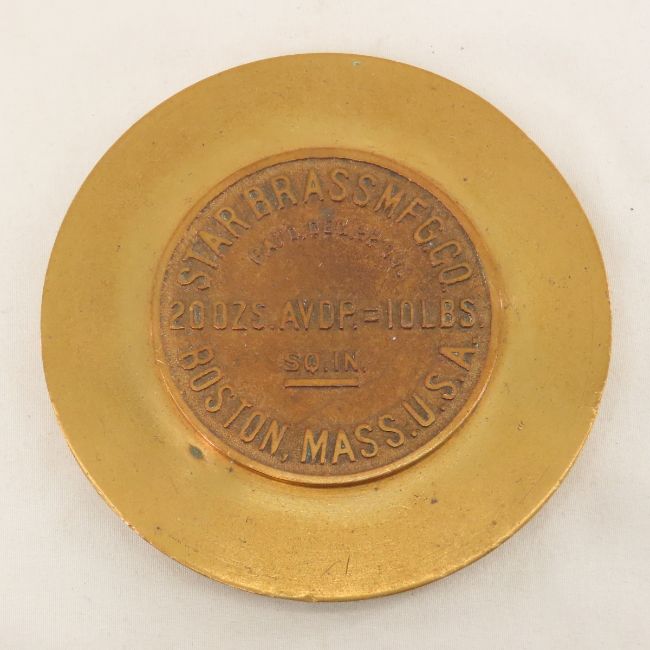 STAR BRASS MFG. CO.
20 OZS. AVDP. = 10 LBS.
SQ. IN.
BOSTON, MASS. U.S.A.